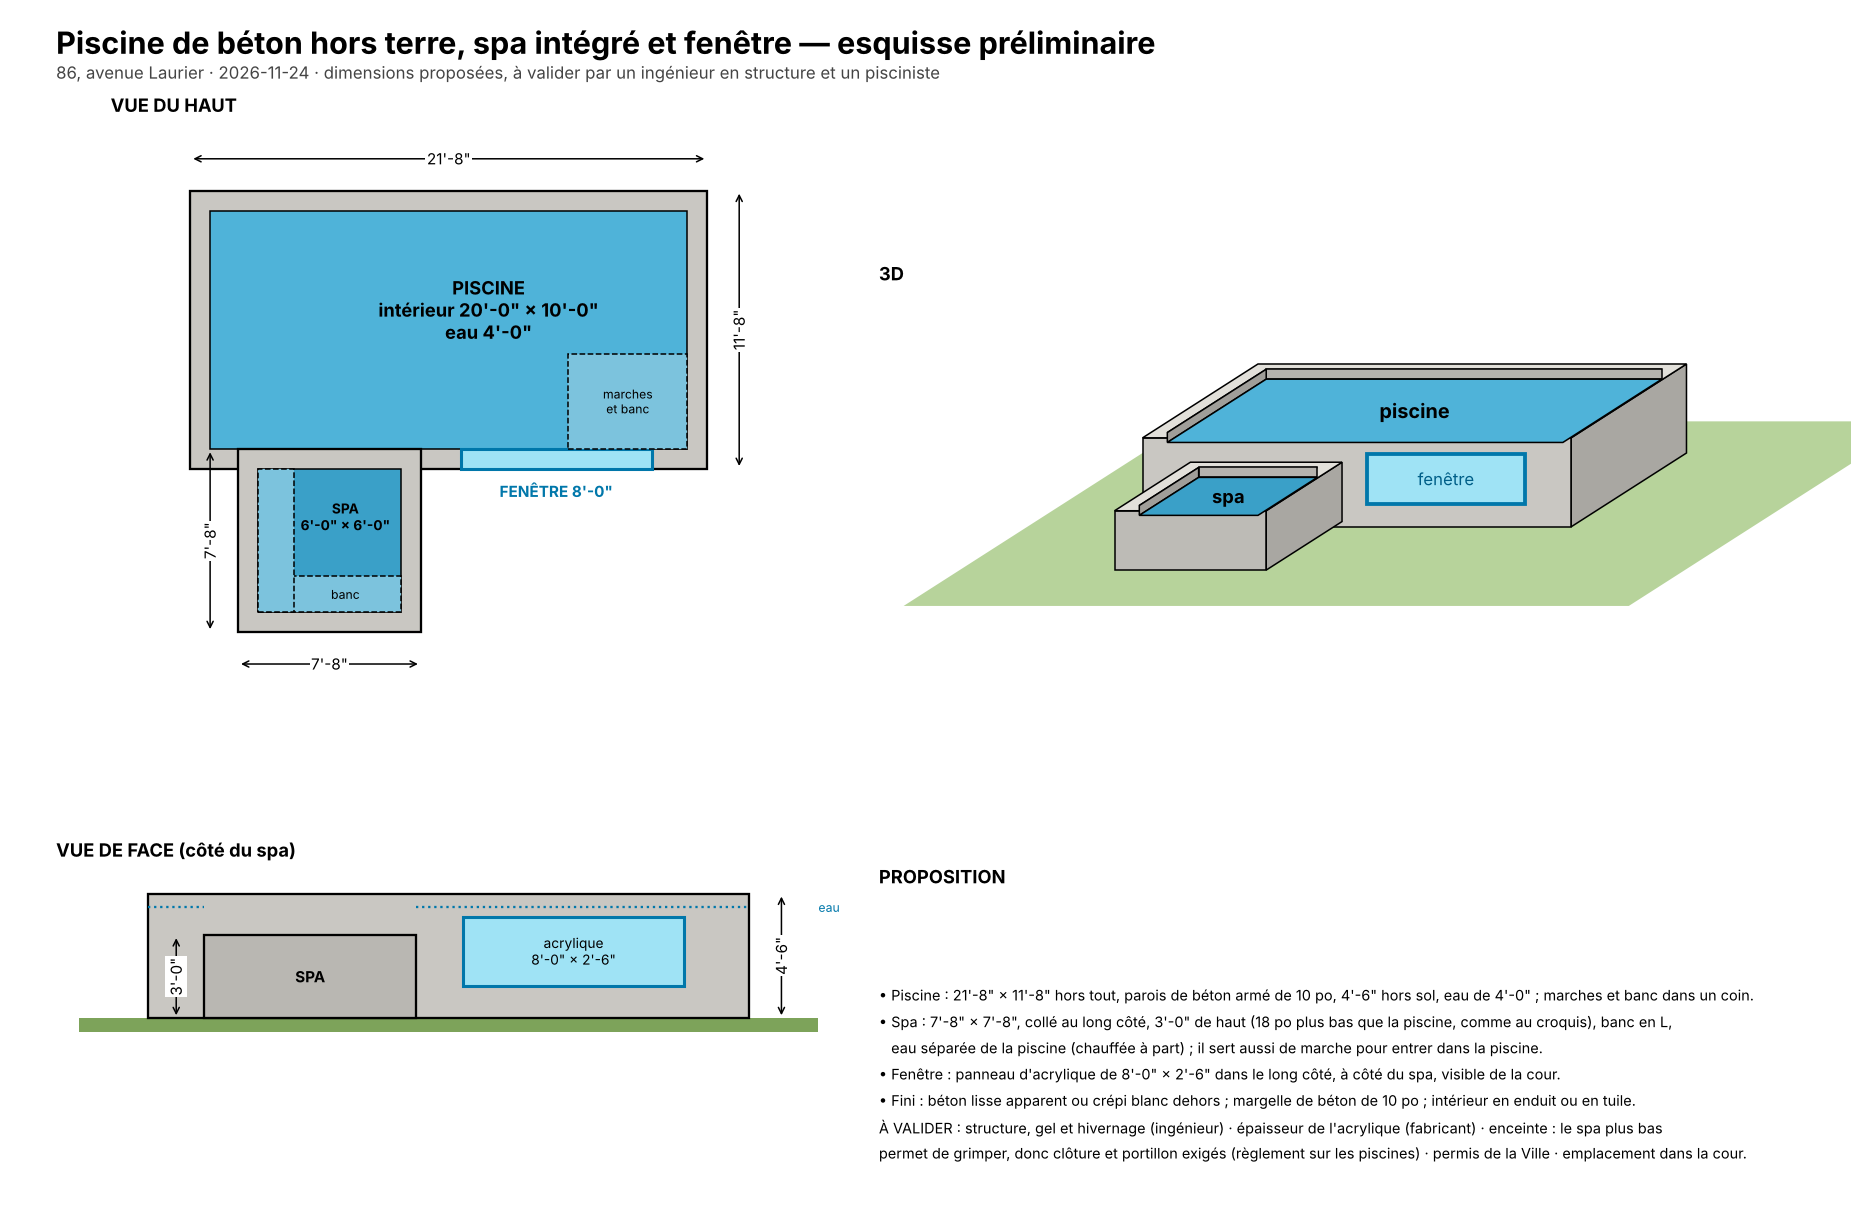 Piscine de béton hors terre, spa intégré et fenêtre — esquisse préliminaire
86, avenue Laurier · 2026-11-24 · dimensions proposées, à valider par un ingénieur en structure et un pisciniste
VUE DU HAUT
21'-8"
PISCINE
intérieur 20'-0" × 10'-0"
eau 4'-0"
11'-8"
marches
et banc
FENÊTRE 8'-0"
SPA
6'-0" × 6'-0"
7'-8"
banc
7'-8"
3D
piscine
fenêtre
spa
VUE DE FACE (côté du spa)
eau
acrylique
8'-0" × 2'-6"
4'-6"
3'-0"
SPA
PROPOSITION
• Piscine : 21'-8" × 11'-8" hors tout, parois de béton armé de 10 po, 4'-6" hors sol, eau de 4'-0" ; marches et banc dans un coin.
• Spa : 7'-8" × 7'-8", collé au long côté, 3'-0" de haut (18 po plus bas que la piscine, comme au croquis), banc en L,
eau séparée de la piscine (chauffée à part) ; il sert aussi de marche pour entrer dans la piscine.
• Fenêtre : panneau d'acrylique de 8'-0" × 2'-6" dans le long côté, à côté du spa, visible de la cour.
• Fini : béton lisse apparent ou crépi blanc dehors ; margelle de béton de 10 po ; intérieur en enduit ou en tuile.
À VALIDER : structure, gel et hivernage (ingénieur) · épaisseur de l'acrylique (fabricant) · enceinte : le spa plus bas
permet de grimper, donc clôture et portillon exigés (règlement sur les piscines) · permis de la Ville · emplacement dans la cour.